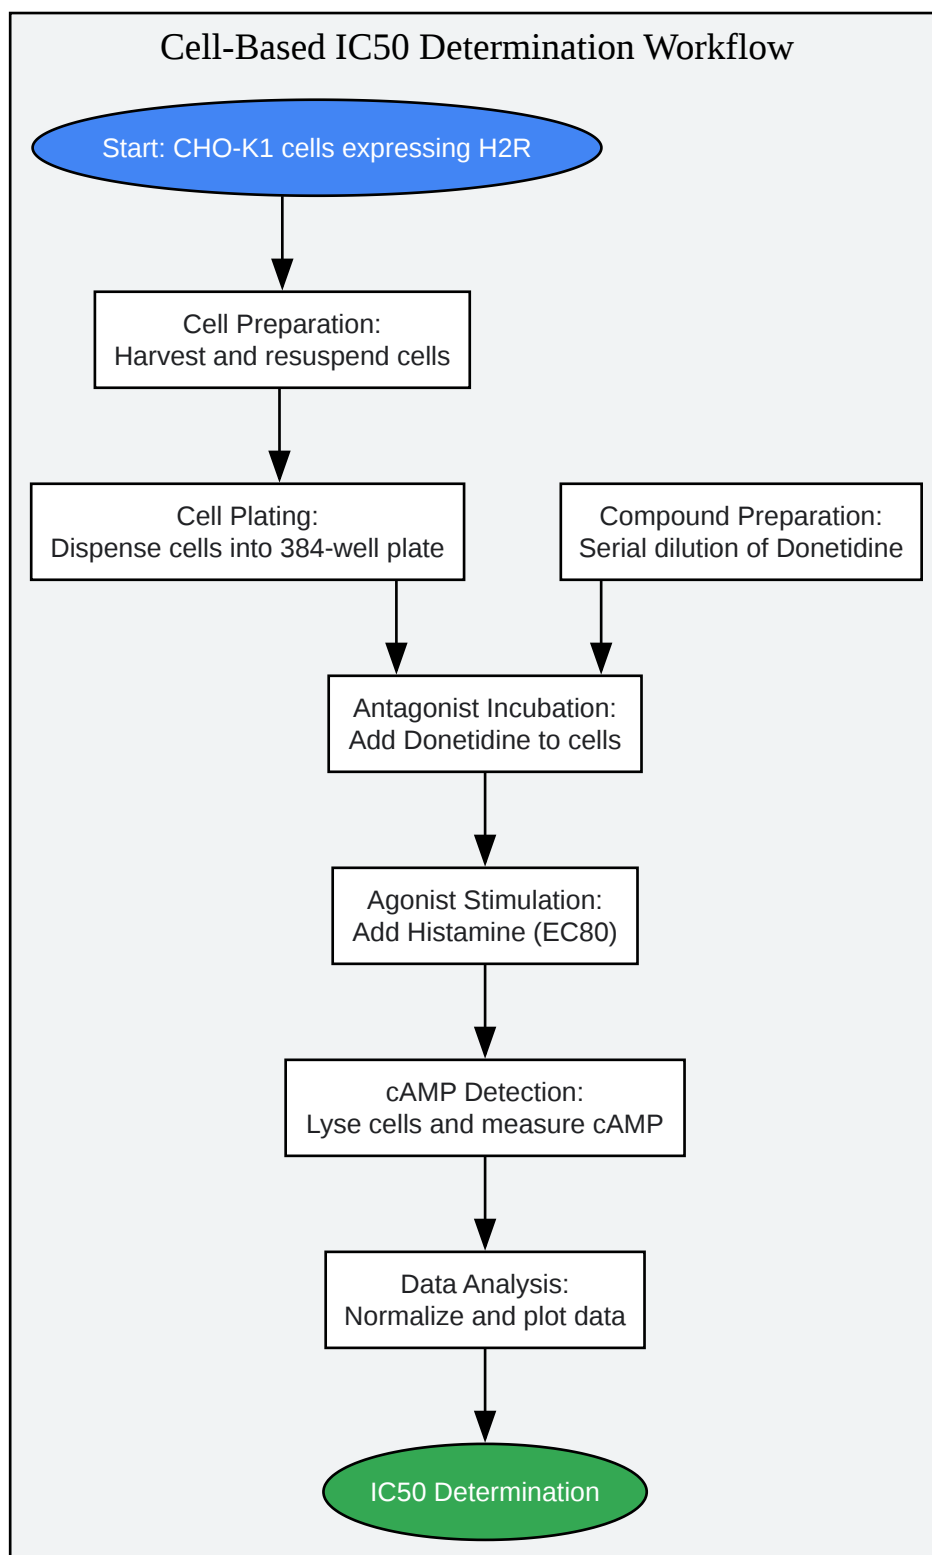 Cell-Based IC50 Determination Workflow
Start: CHO-K1 cells expressing H2R
Cell Preparation:
Harvest and resuspend cells
Cell Plating:
Dispense cells into 384-well plate
Compound Preparation:
Serial dilution of Donetidine
Antagonist Incubation:
Add Donetidine to cells
Agonist Stimulation:
Add Histamine (EC80)
cAMP Detection:
Lyse cells and measure cAMP
Data Analysis:
Normalize and plot data
IC50 Determination